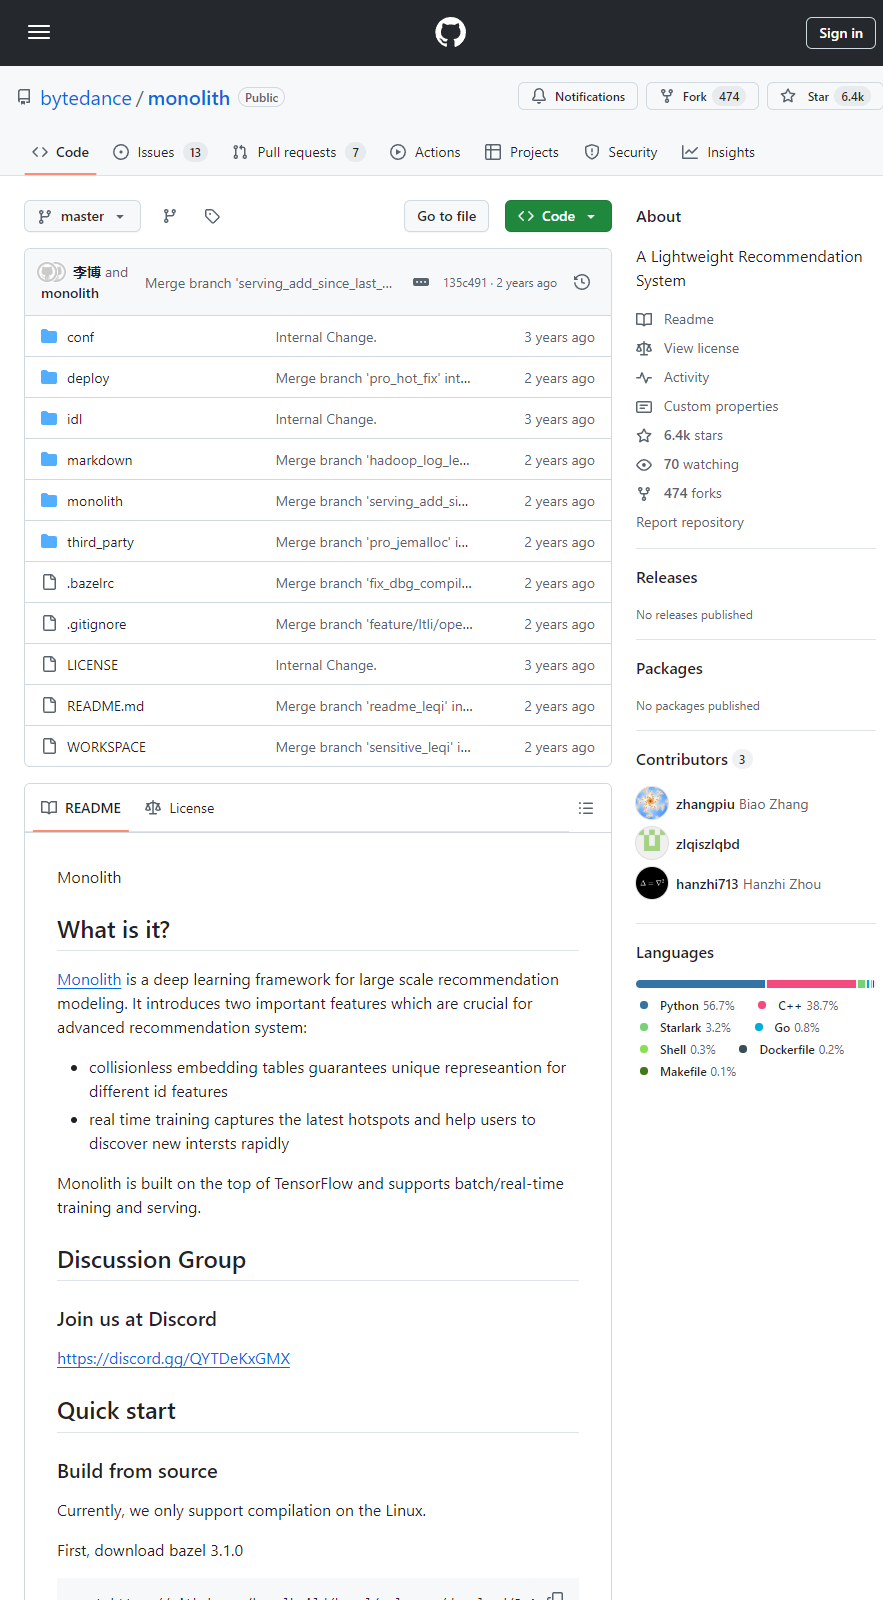 Sign in
bytedance / monolith Public
Notifications Fork 474 Star 6.4k
Code Issues 13 Pull requests 7 Actions Projects Security Insights
master Go to file Code
李博 and
monolith
Merge branch 'serving_add_since_last_... 135c491 · 2 years ago
conf Internal Change. 3 years ago
deploy Merge branch 'pro_hot_fix' int... 2 years ago
idl Internal Change. 3 years ago
markdown Merge branch 'hadoop_log_le... 2 years ago
monolith Merge branch 'serving_add_si... 2 years ago
third_party Merge branch 'pro_jemalloc' i... 2 years ago
.bazelrc Merge branch 'fix_dbg_compil... 2 years ago
.gitignore Merge branch 'feature/ltli/ope... 2 years ago
LICENSE Internal Change. 3 years ago
README.md Merge branch 'readme_leqi' in... 2 years ago
WORKSPACE Merge branch 'sensitive_leqi' i... 2 years ago
README License
Monolith
What is it?
Monolith is a deep learning framework for large scale recommendation
modeling. It introduces two important features which are crucial for
advanced recommendation system:
collisionless embedding tables guarantees unique represeantion for
different id features
real time training captures the latest hotspots and help users to
discover new intersts rapidly
Monolith is built on the top of TensorFlow and supports batch/real-time
training and serving.
Discussion Group
Join us at Discord
https://discord.gg/QYTDeKxGMX
Quick start
Build from source
Currently, we only support compilation on the Linux.
First, download bazel 3.1.0
About
A Lightweight Recommendation
System
Readme
View license
Activity
Custom properties
6.4k stars
70 watching
474 forks
Report repository
Releases
No releases published
Packages
No packages published
Contributors 3
zhangpiu Biao Zhang
zlqiszlqbd
hanzhi713 Hanzhi Zhou
Languages
Python 56.7% C++ 38.7%
Starlark 3.2% Go 0.8%
Shell 0.3% Dockerfile 0.2%
Makefile 0.1%